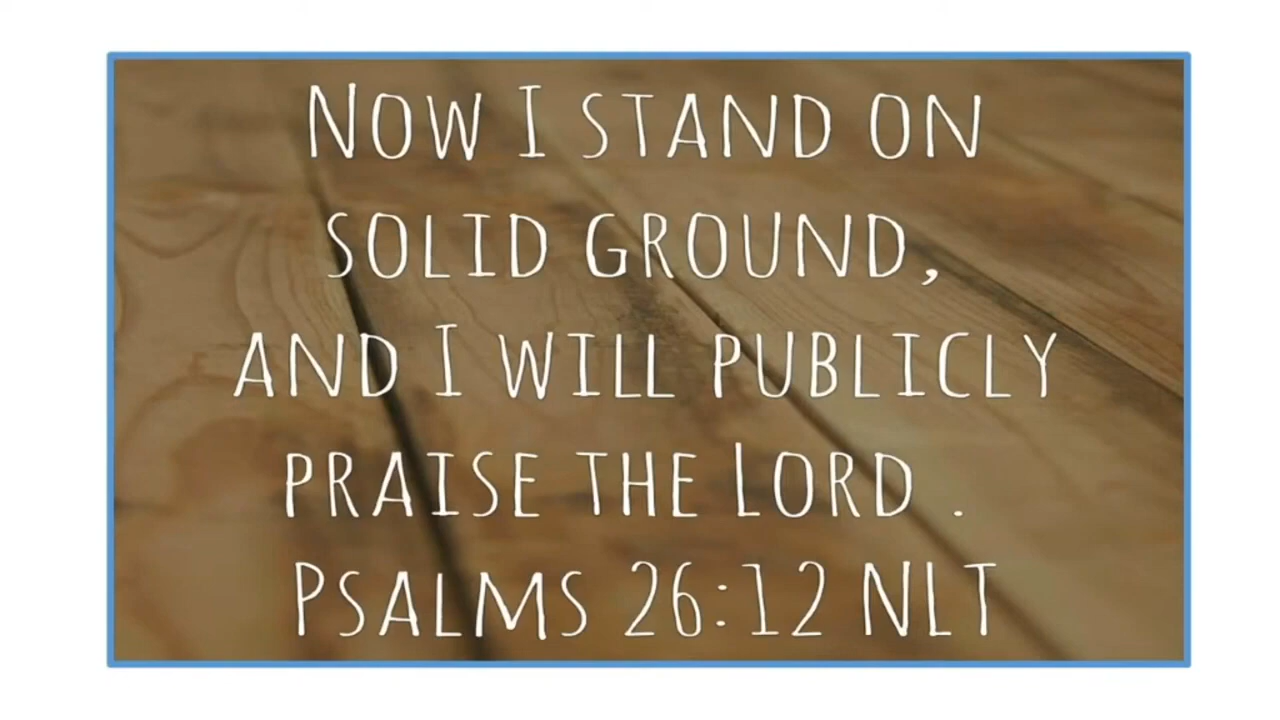 Now I stand on
solid ground,
and I will publicly
praise the Lord .
Psalms 26:12 NLT